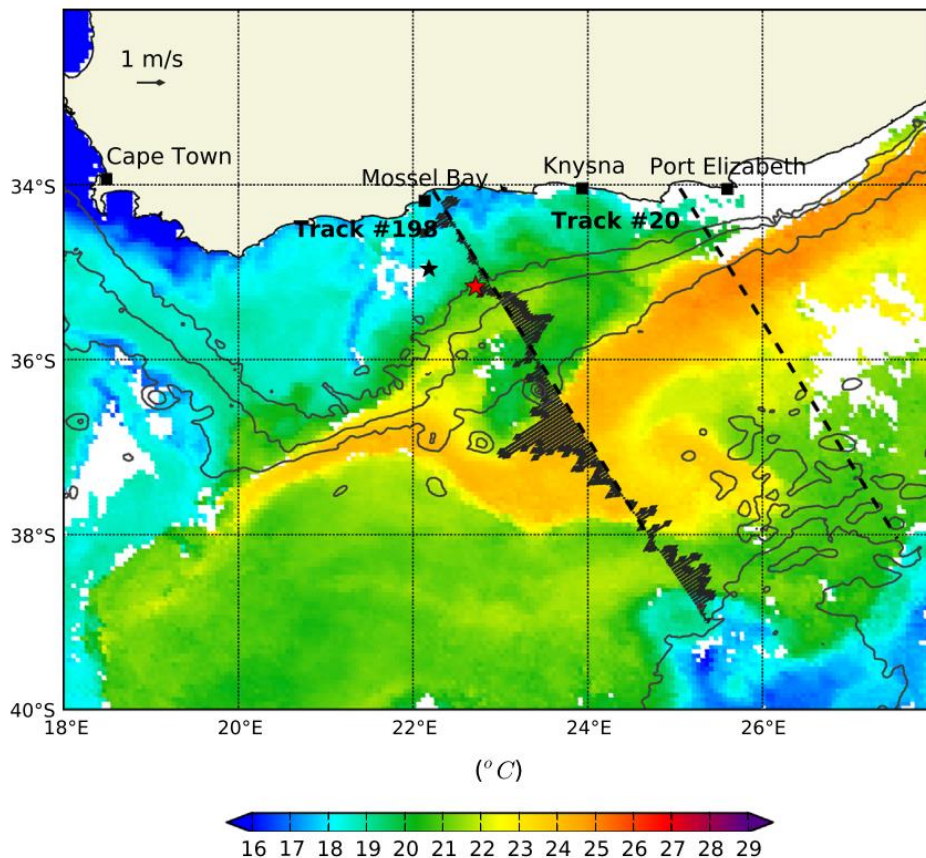 1 m/s
Cape Town
Mossel Bay
Knysna
Port Elizabeth
34°S
Track #198
Track #20
36°S
38°S
40°S
18°E
20°E
22°E
24°E
26°E
(° C)
16 17 18 19 20 21 22 23 24 25 26 27 28 29